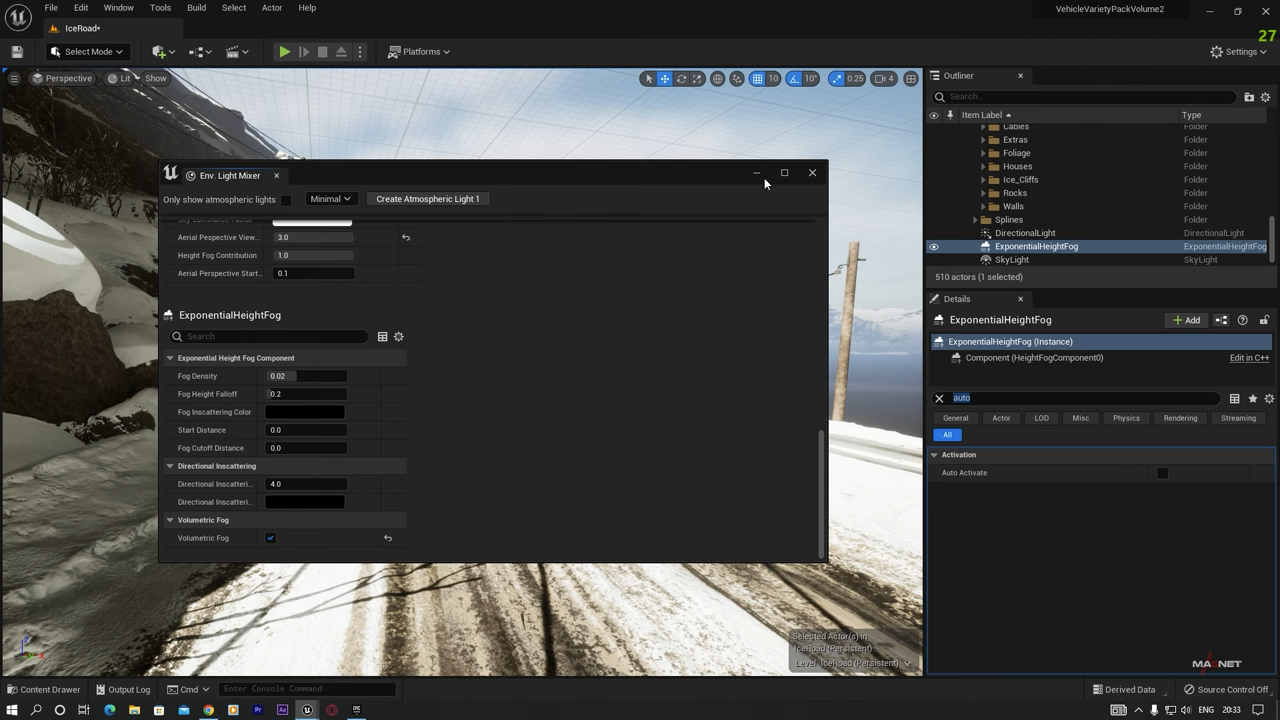 File Edit Window Tools Build Select Actor Help
VehicleVarietyPackVolume2
IceRoad*
27
Select Mode
Platforms
Settings
Perspective Lit Show
10 10° 0.25 4
Outliner
Search...
Item Label Type
Cables Folder
Extras Folder
Foliage Folder
Houses Folder
Ice_Cliffs Folder
Rocks Folder
Walls Folder
Splines Folder
DirectionalLight DirectionalLight
ExponentialHeightFog ExponentialHeightFog
SkyLight SkyLight
510 actors (1 selected)
Details
ExponentialHeightFog
Add
ExponentialHeightFog (Instance)
Component (HeightFogComponent0) Edit in C++
auto
General Actor LOD Misc Physics Rendering Streaming
All
Activation
Auto Activate
Env. Light Mixer
Only show atmospheric lights Minimal Create Atmospheric Light 1
Aerial Pespective View... 3.0
Height Fog Contribution 1.0
Aerial Perspective Start... 0.1
ExponentialHeightFog
Search
Exponential Height Fog Component
Fog Density 0.02
Fog Height Falloff 0.2
Fog Inscattering Color
Start Distance 0.0
Fog Cutoff Distance 0.0
Directional Inscattering
Directional Inscatteri... 4.0
Directional Inscatteri...
Volumetric Fog
Volumetric Fog
Selected Actor(s) in
IceRoad (Persistent)
Level: IceRoad (Persistent)
MAGNET
Content Drawer Output Log Cmd Enter Console Command
Derived Data Source Control Off
ENG 20:33